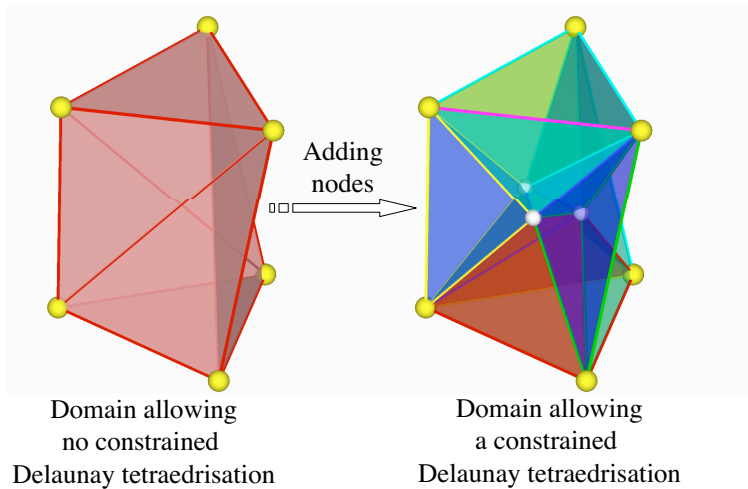 Adding
nodes
Domain allowing
no constrained
Delaunay tetraedrisation
Domain allowing
a constrained
Delaunay tetraedrisation